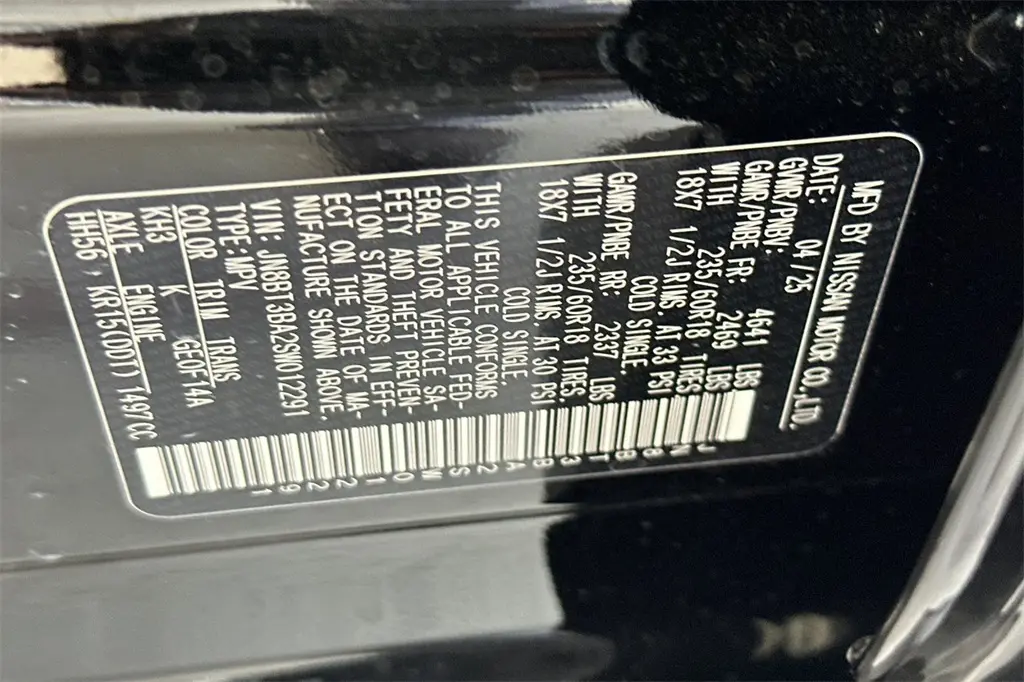 MFD BY NISSAN MOTOR CO.,LTD.
DATE: 04/25
GVWR/PNBV: 4641 LBS
GAWR/PNBE FR: 2469 LBS
WITH 235/60R18 TIRES
18X7 1/2J RIMS, AT 33 PSI
COLD SINGLE.
GAWR/PNBE RR: 2337 LBS
WITH 235/60R18 TIRES
18X7 1/2J RIMS, AT 30 PSI
COLD SINGLE.
THIS VEHICLE CONFORMS
TO ALL APPLICABLE FED-
ERAL MOTOR VEHICLE SA-
FETY AND THEFT PREVEN-
TION STANDARDS IN EFF-
ECT ON THE DATE OF MA-
NUFACTURE SHOWN ABOVE.
VIN: JN8BT3BA2SW012291
TYPE:MPV
COLOR TRIM TRANS
KH3 K GE0F14A
AXLE ENGINE
HH56 , KR15(D01) 1497CC
JN8BT3BA2SW012291